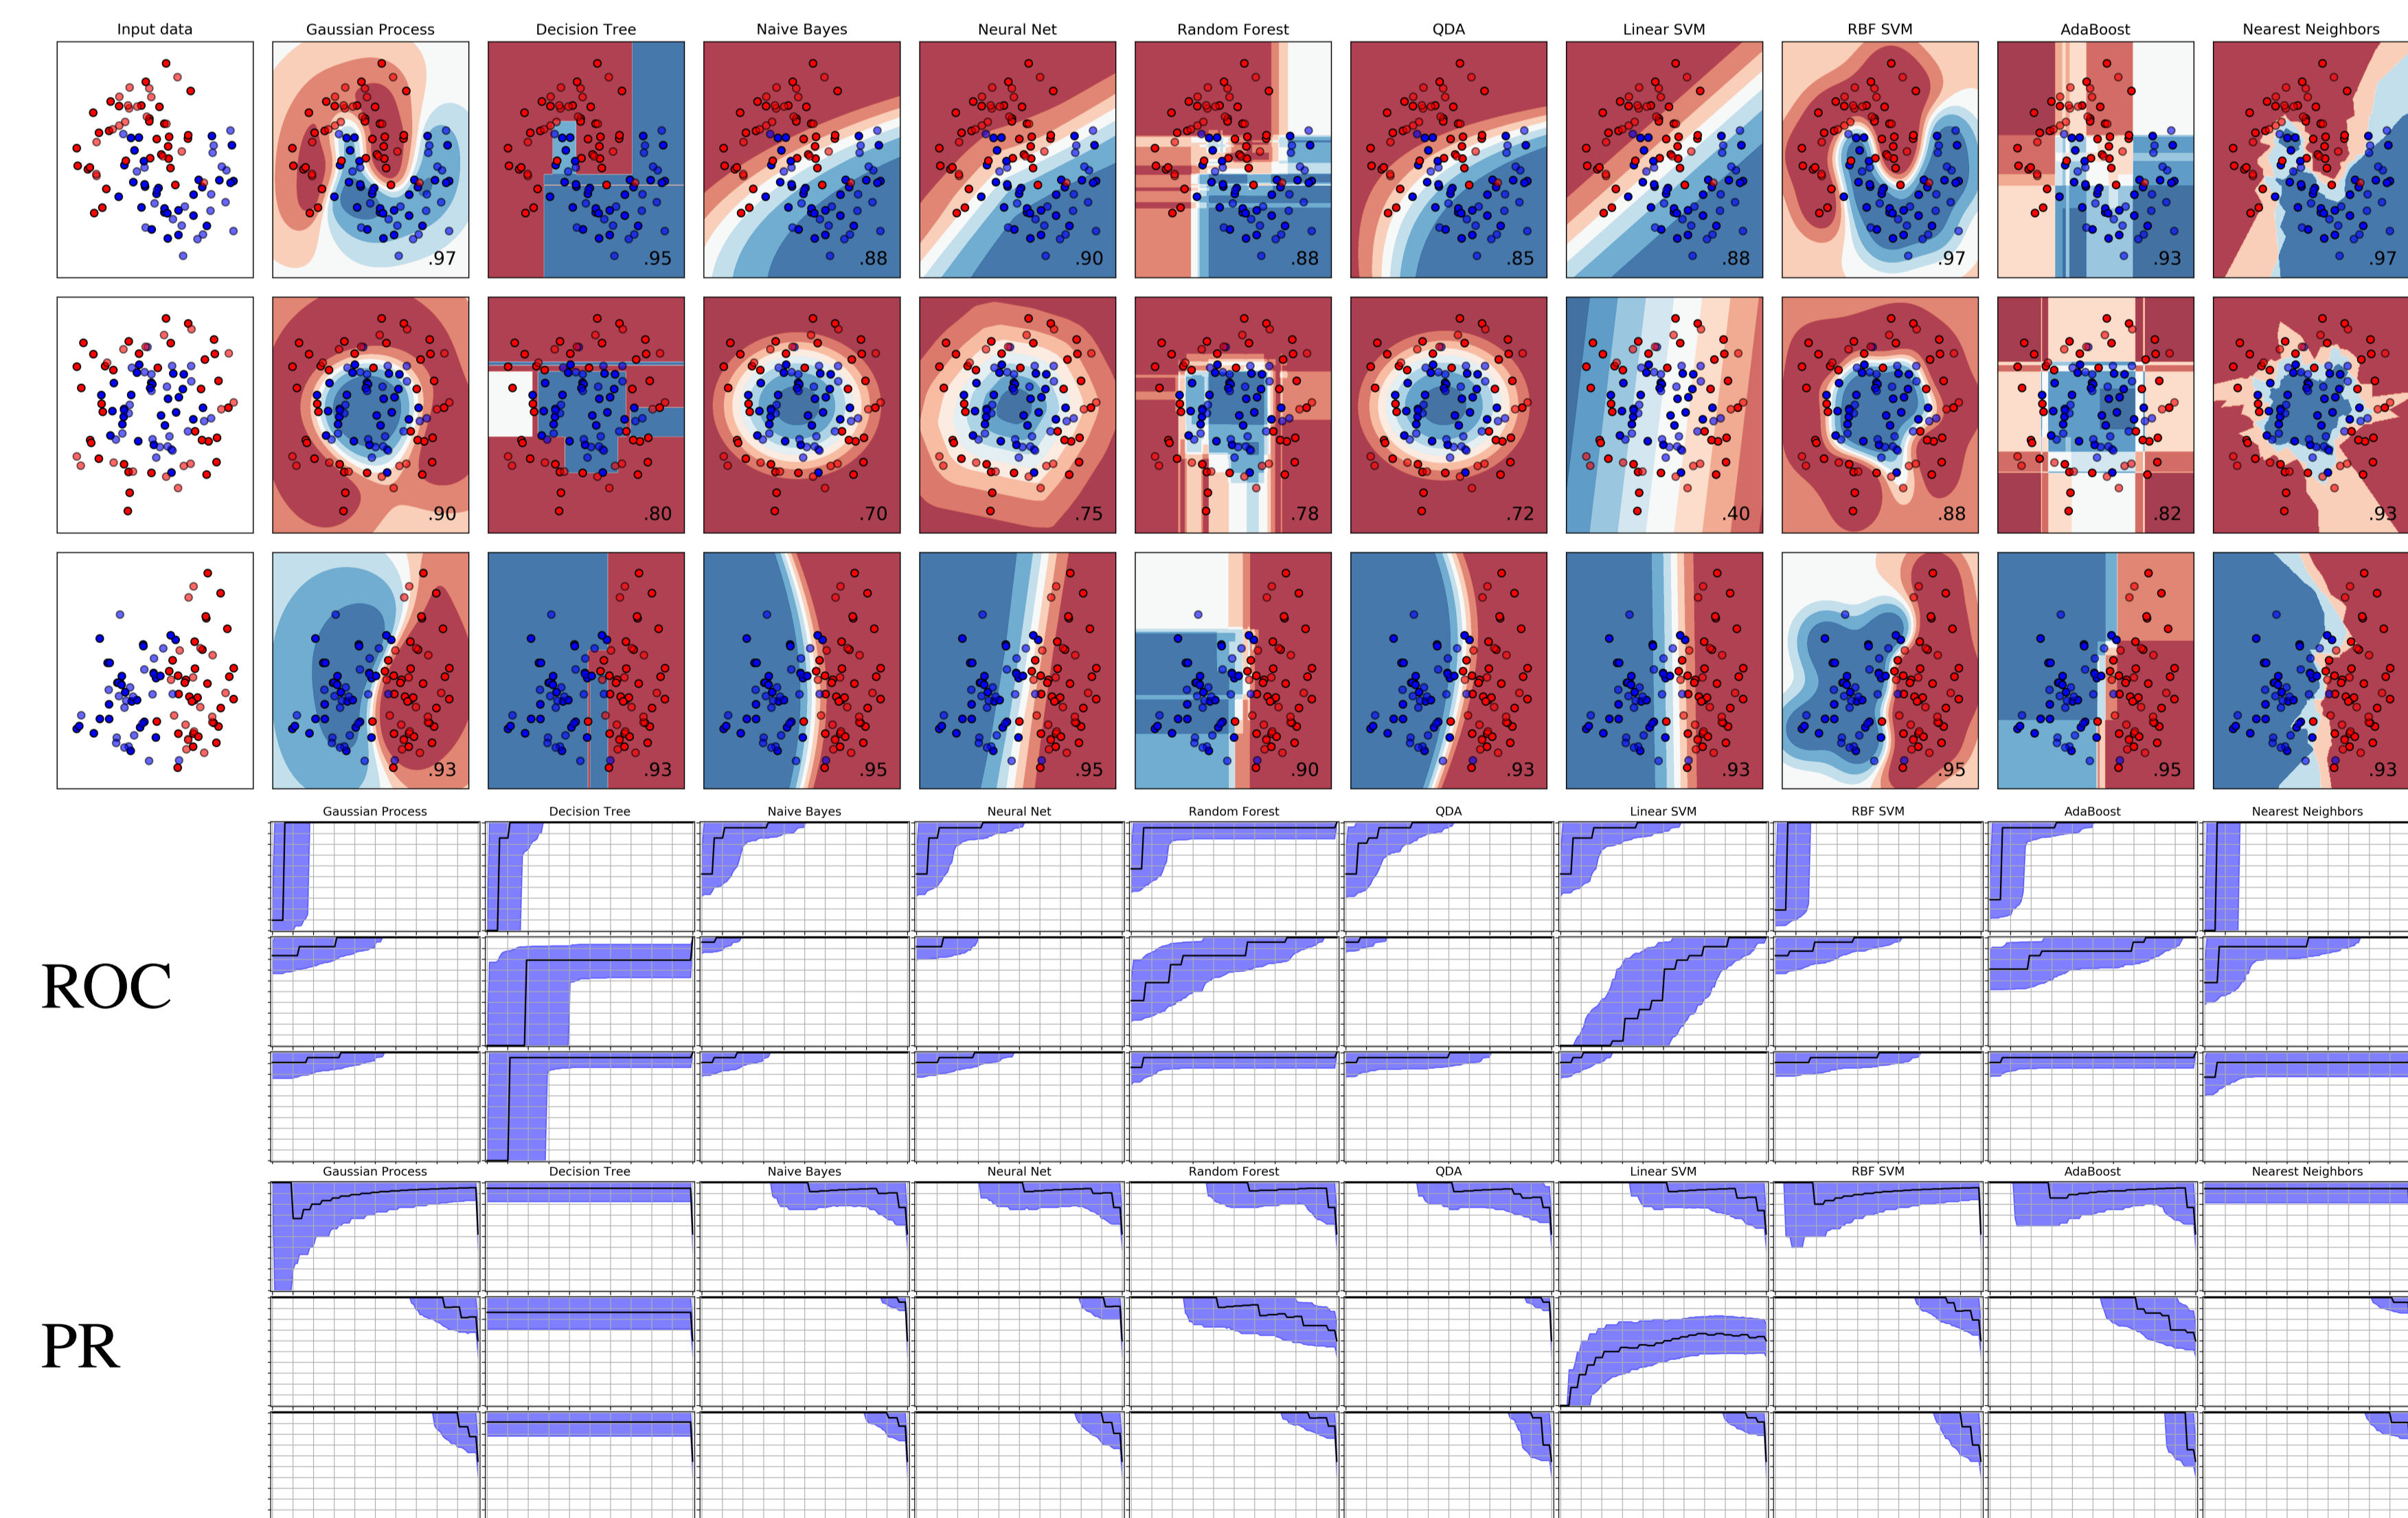 Input data Gaussian Process Decision Tree Naive Bayes Neural Net Random Forest QDA Linear SVM RBF SVM AdaBoost Nearest Neighbors
.97 .95 .88 .90 .88 .85 .88 .97 .93 .97
.90 .80 .70 .75 .78 .72 .40 .88 .82 .93
.93 .93 .95 .95 .90 .93 .93 .95 .95 .93
Gaussian Process Decision Tree Naive Bayes Neural Net Random Forest QDA Linear SVM RBF SVM AdaBoost Nearest Neighbors
ROC
Gaussian Process Decision Tree Naive Bayes Neural Net Random Forest QDA Linear SVM RBF SVM AdaBoost Nearest Neighbors
PR